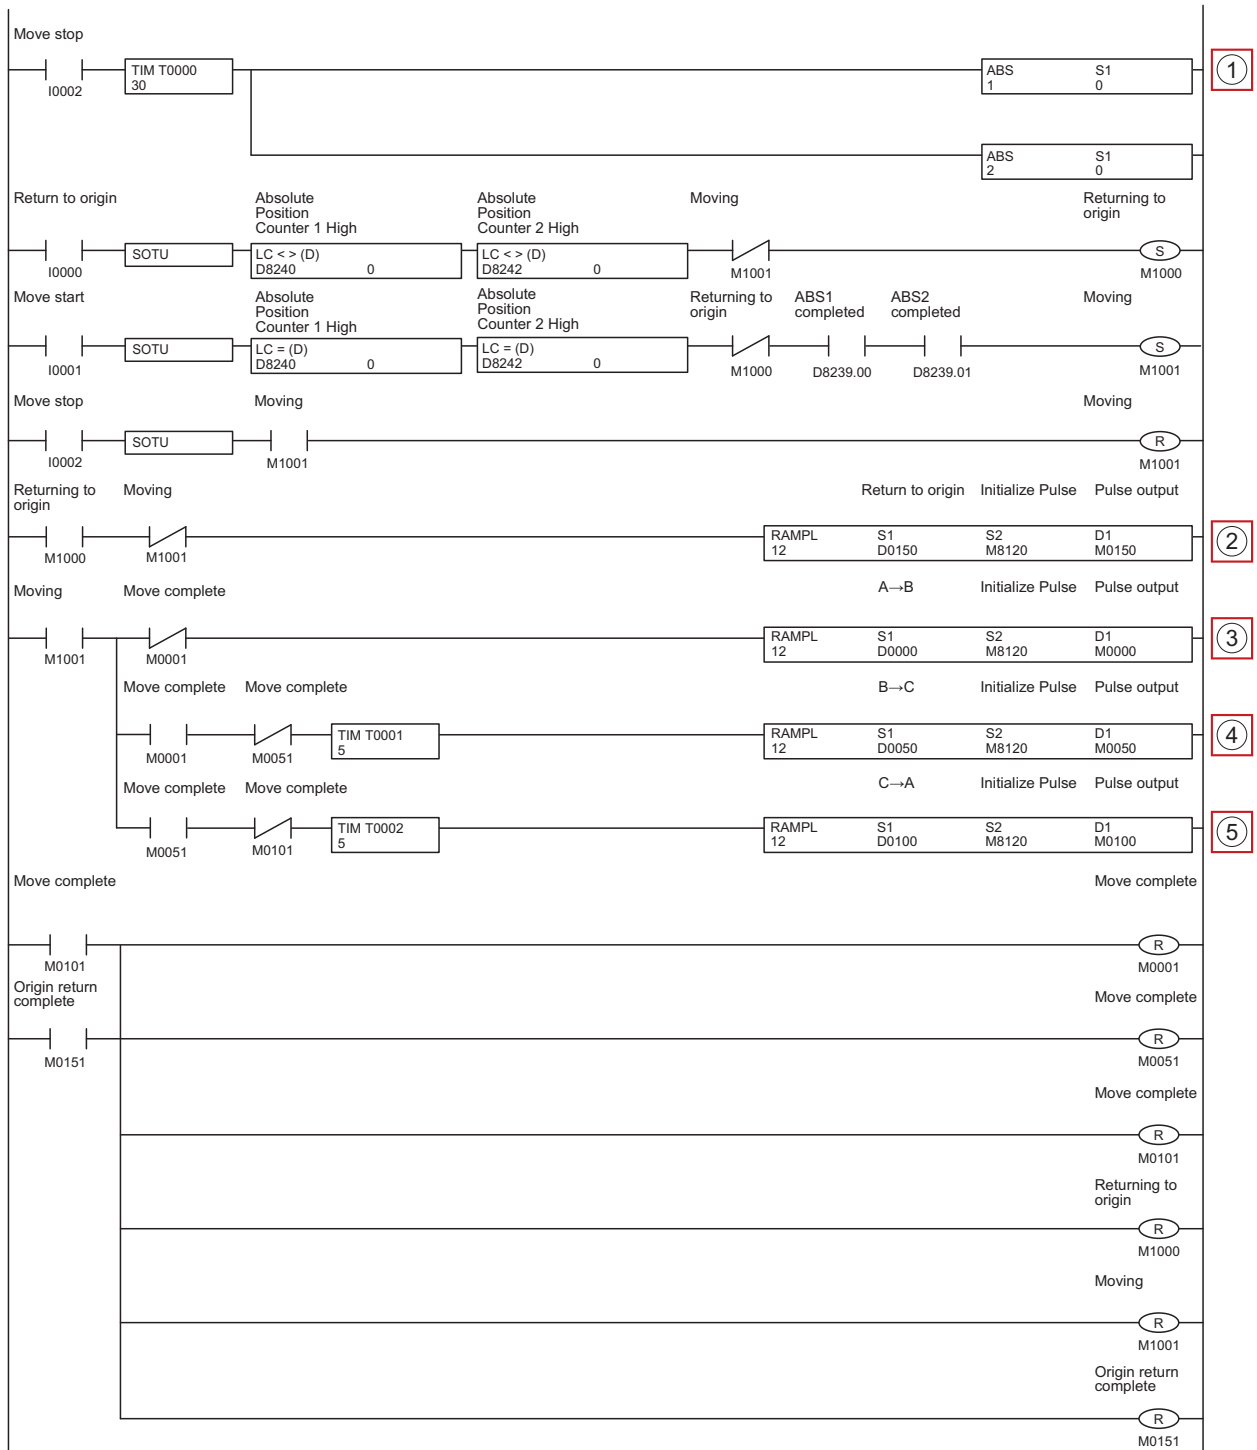 Move stop
I0002
TIM T0000
30
ABS S1
1 0
①
ABS S1
2 0
Return to origin
Absolute
Position
Counter 1 High
Absolute
Position
Counter 2 High
Moving
Returning to
origin
I0000
SOTU
LC < > (D)
D8240 0
LC < > (D)
D8242 0
M1001
S
M1000
Move start
Absolute
Position
Counter 1 High
Absolute
Position
Counter 2 High
Returning to
origin
ABS1
completed
ABS2
completed
Moving
I0001
SOTU
LC = (D)
D8240 0
LC = (D)
D8242 0
M1000
D8239.00
D8239.01
S
M1001
Move stop
Moving
Moving
I0002
SOTU
M1001
R
M1001
Returning to
origin
Moving
Return to origin
Initialize Pulse
Pulse output
M1000
M1001
RAMPL S1 S2 D1
12 D0150 M8120 M0150
②
Moving
Move complete
A→B
Initialize Pulse
Pulse output
M1001
M0001
RAMPL S1 S2 D1
12 D0000 M8120 M0000
③
Move complete
Move complete
B→C
Initialize Pulse
Pulse output
M0001
M0051
TIM T0001
5
RAMPL S1 S2 D1
12 D0050 M8120 M0050
④
Move complete
Move complete
C→A
Initialize Pulse
Pulse output
M0051
M0101
TIM T0002
5
RAMPL S1 S2 D1
12 D0100 M8120 M0100
⑤
Move complete
Move complete
M0101
R
M0001
Origin return
complete
Move complete
M0151
R
M0051
Move complete
R
M0101
Returning to
origin
R
M1000
Moving
R
M1001
Origin return
complete
R
M0151